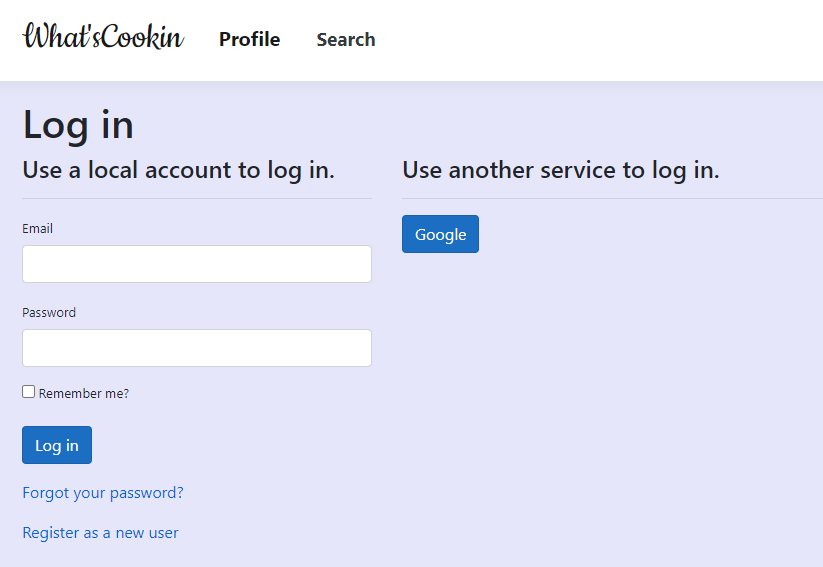 What'sCookin Profile Search
Log in
Use a local account to log in.
Email
Password
Remember me?
Log in
Forgot your password?
Register as a new user
Use another service to log in.
Google